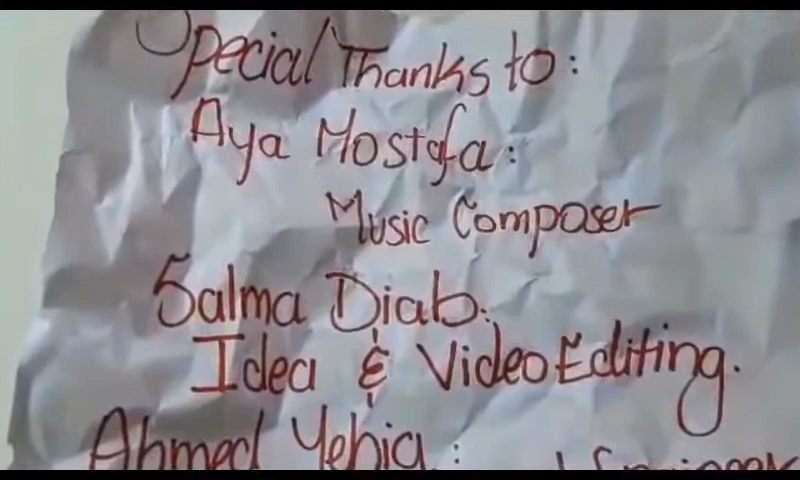 Special Thanks to:
Aya Mostafa:
Music Composer
Salma Diab:
Idea & Video Editing.
Ahmed Yehia: